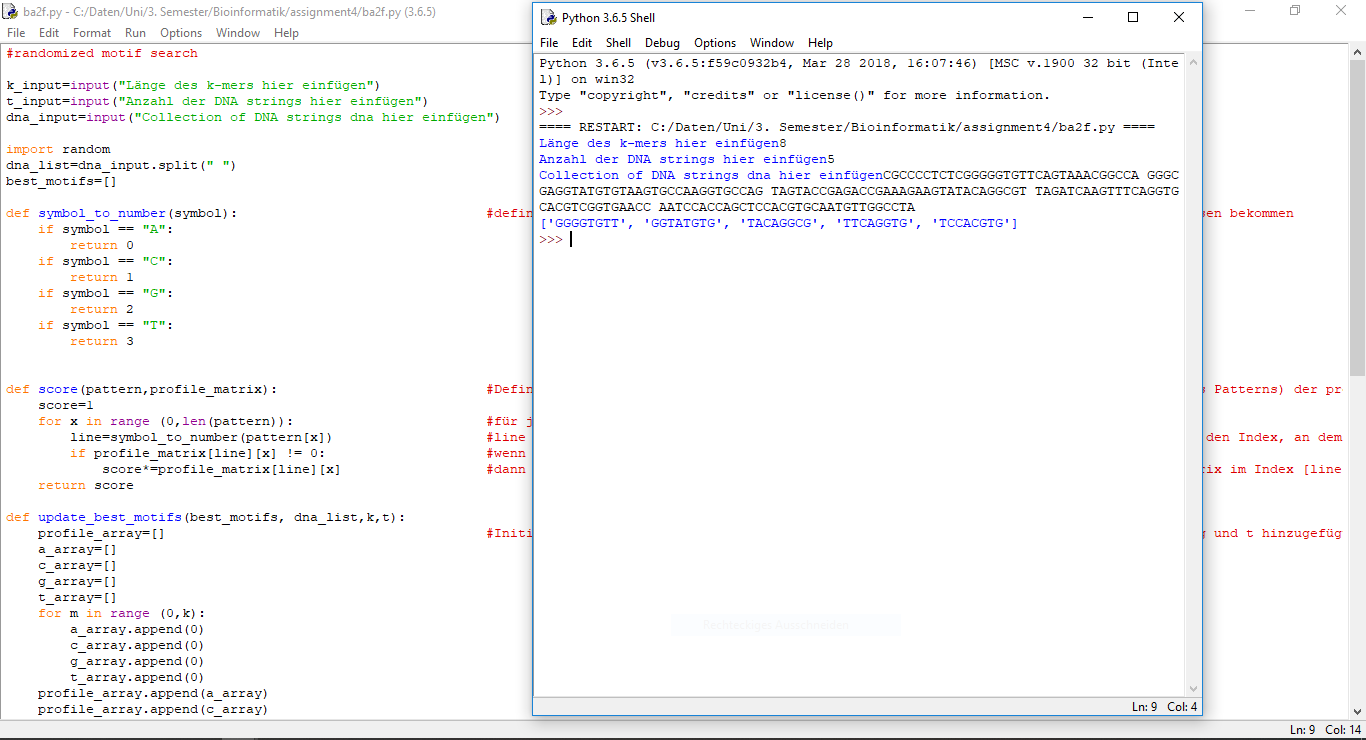 ba2f.py - C:/Daten/Uni/3. Semester/Bioinformatik/assignment4/ba2f.py (3.6.5)
File Edit Format Run Options Window Help
#randomized motif search
k_input=input("Länge des k-mers hier einfügen")
t_input=input("Anzahl der DNA strings hier einfügen")
dna_input=input("Collection of DNA strings dna hier einfügen")
import random
dna_list=dna_input.split(" ")
best_motifs=[]
def symbol_to_number(symbol): #defin sen bekommen
if symbol == "A":
return 0
if symbol == "C":
return 1
if symbol == "G":
return 2
if symbol == "T":
return 3
def score(pattern,profile_matrix): #Defin Patterns) der pr
score=1
for x in range (0,len(pattern)): #für j
line=symbol_to_number(pattern[x]) #line den Index, an dem
if profile_matrix[line][x] != 0: #wenn
score*=profile_matrix[line][x] #dann rix im Index [line
return score
def update_best_motifs(best_motifs, dna_list,k,t):
profile_array=[] #Initi g und t hinzugefüg
a_array=[]
c_array=[]
g_array=[]
t_array=[]
for m in range (0,k):
a_array.append(0)
c_array.append(0)
g_array.append(0)
t_array.append(0)
profile_array.append(a_array)
profile_array.append(c_array)
Ln: 9 Col: 14
Python 3.6.5 Shell
File Edit Shell Debug Options Window Help
Python 3.6.5 (v3.6.5:f59c0932b4, Mar 28 2018, 16:07:46) [MSC v.1900 32 bit (Inte
l)] on win32
Type "copyright", "credits" or "license()" for more information.
>>>
==== RESTART: C:/Daten/Uni/3. Semester/Bioinformatik/assignment4/ba2f.py ====
Länge des k-mers hier einfügen8
Anzahl der DNA strings hier einfügen5
Collection of DNA strings dna hier einfügenCGCCCCTCTCGGGGGTGTTCAGTAAACGGCCA GGGC
GAGGTATGTGTAAGTGCCAAGGTGCCAG TAGTACCGAGACCGAAAGAAGTATACAGGCGT TAGATCAAGTTTCAGGTG
CACGTCGGTGAACC AATCCACCAGCTCCACGTGCAATGTTGGCCTA
['GGGGTGTT', 'GGTATGTG', 'TACAGGCG', 'TTCAGGTG', 'TCCACGTG']
>>>
Ln: 9 Col: 4